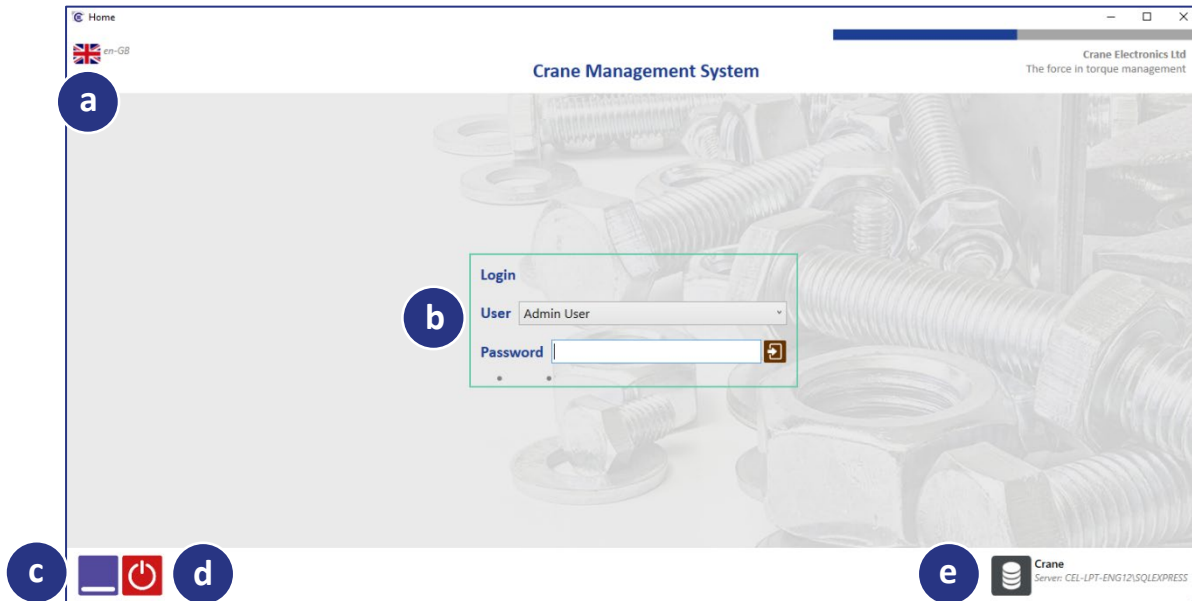 Home
en-GB
Crane Electronics Ltd
Crane Management System
The force in torque management
a
Login
b
User Admin User
Password
c
d
e
Crane
Server: CEL-LPT-ENG12\SQLEXPRESS